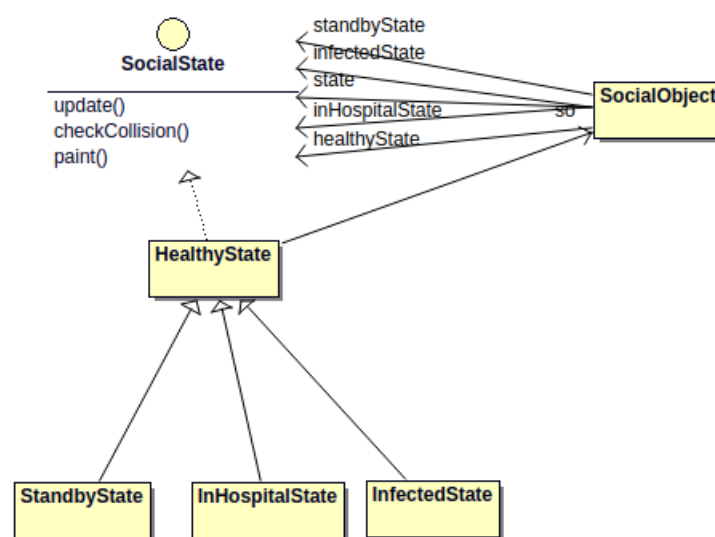 standbyState
infectedState
SocialState
state
SocialObject
update()
inHospitalState
so
checkCollision()
healthyState
paint()
HealthyState
StandbyState
InHospitalState
InfectedState